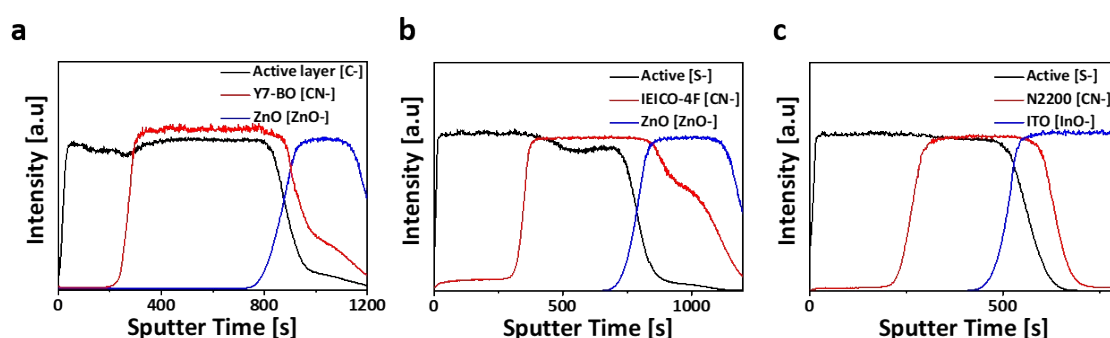 a
Intensity [a.u]
Active layer [C-]
Y7-BO [CN-]
ZnO [ZnO-]
0 400 800 1200
Sputter Time [s]
b
Intensity [a.u]
Active [S-]
IEICO-4F [CN-]
ZnO [ZnO-]
0 500 1000
Sputter Time [s]
c
Intensity [a.u]
Active [S-]
N2200 [CN-]
ITO [InO-]
0 500
Sputter Time [s]